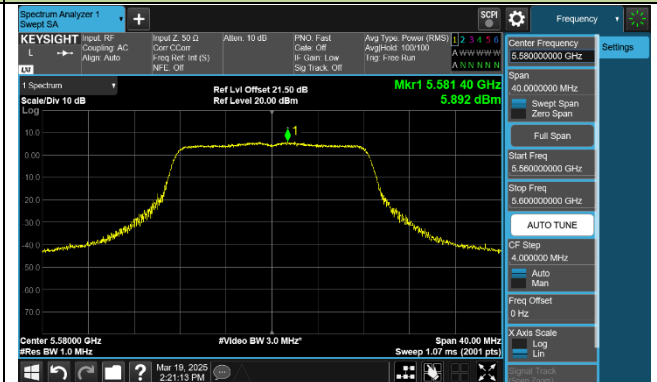 Spectrum Analyzer 1
Swept SA
SCPI
Frequency
KEYSIGHT
L
LXI
Input: RF
Coupling: AC
Align: Auto
Input Z: 50 Ω
Corr CCorr
Freq Ref: Int (S)
NFE: Off
Atten: 10 dB
PNO: Fast
Gate: Off
IF Gain: Low
Sig Track: Off
Avg Type: Power (RMS)
Avg|Hold: 100/100
Trig: Free Run
1 2 3 4 5 6
A W W W W W
A N N N N N
1 Spectrum
Scale/Div 10 dB
Log
Ref Lvl Offset 21.50 dB
Ref Level 20.00 dBm
Mkr1 5.581 40 GHz
5.892 dBm
1
10.0
0.00
-10.0
-20.0
-30.0
-40.0
-50.0
-60.0
-70.0
Center 5.58000 GHz
#Res BW 1.0 MHz
#Video BW 3.0 MHz*
Span 40.00 MHz
Sweep 1.07 ms (2001 pts)
Mar 19, 2025
2:21:13 PM
Center Frequency
5.580000000 GHz
Settings
Span
40.0000000 MHz
Swept Span
Zero Span
Full Span
Start Freq
5.560000000 GHz
Stop Freq
5.600000000 GHz
AUTO TUNE
CF Step
4.000000 MHz
Auto
Man
Freq Offset
0 Hz
X Axis Scale
Log
Lin
Signal Track
(Span Zoom)